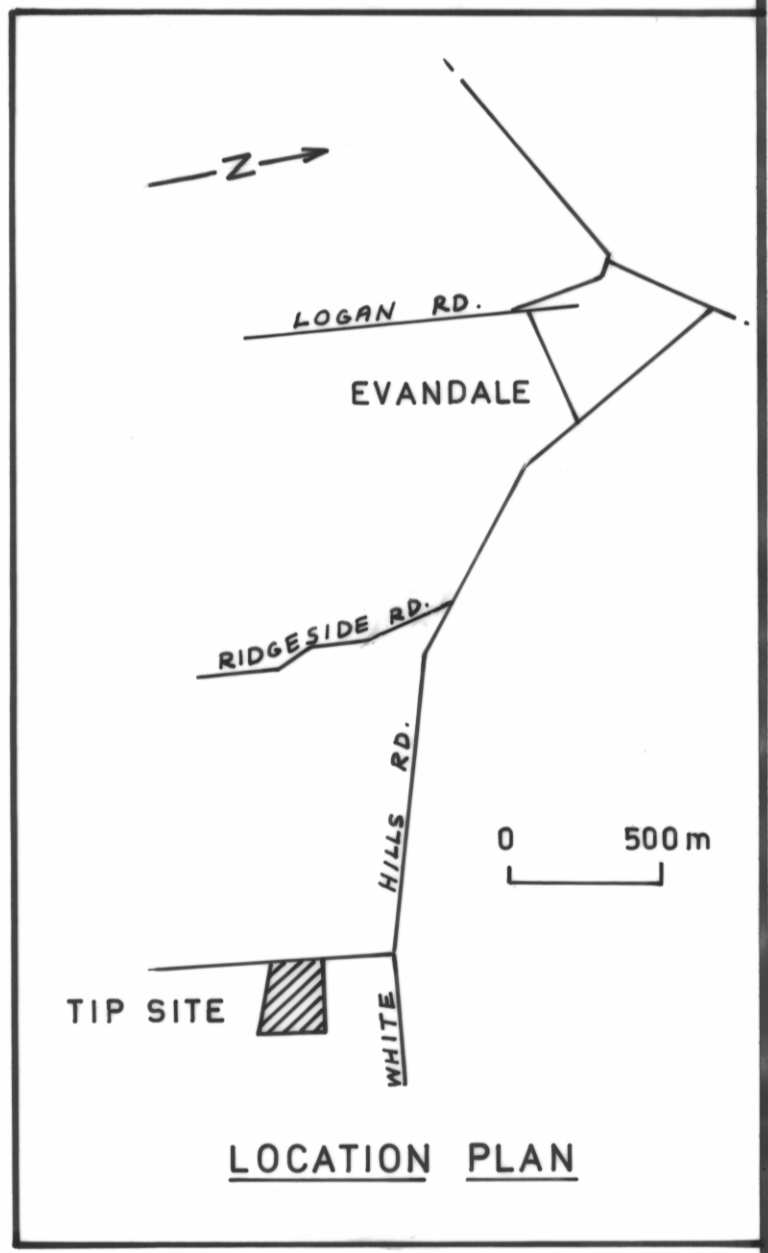 N
LOGAN RD.
EVANDALE
RIDGESIDE RD.
WHITE HILLS RD.
0 500 m
TIP SITE
LOCATION PLAN